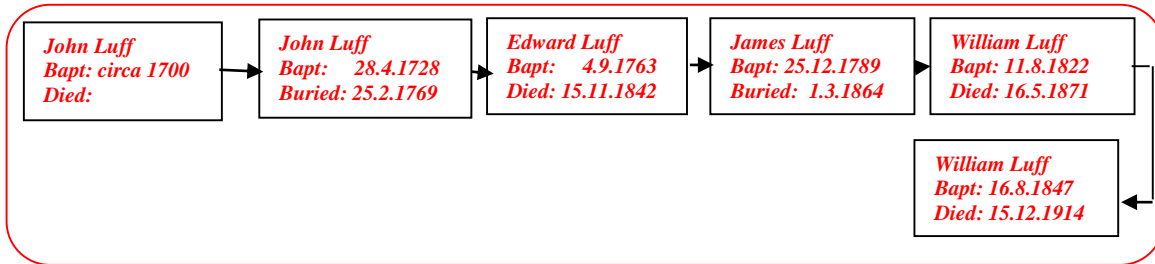 John Luff
Bapt: circa 1700
Died:
John Luff
Bapt: 28.4.1728
Buried: 25.2.1769
Edward Luff
Bapt: 4.9.1763
Died: 15.11.1842
James Luff
Bapt: 25.12.1789
Buried: 1.3.1864
William Luff
Bapt: 11.8.1822
Died: 16.5.1871
William Luff
Bapt: 16.8.1847
Died: 15.12.1914